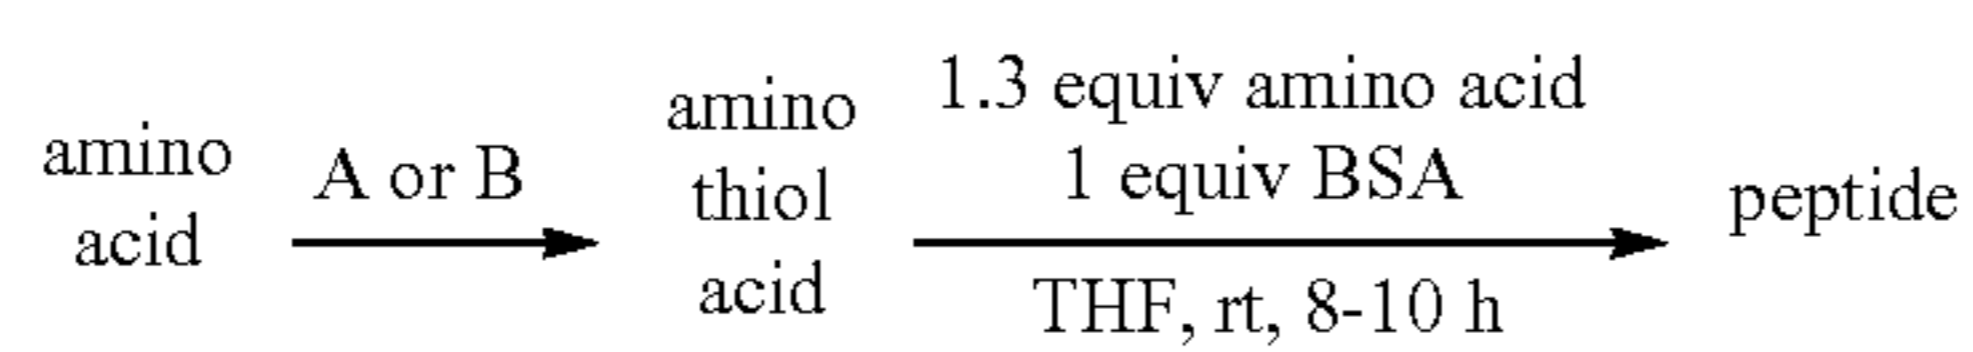 amino
acid
A or B
amino
thiol
acid
1.3 equiv amino acid
1 equiv BSA
THF, rt, 8-10 h
peptide